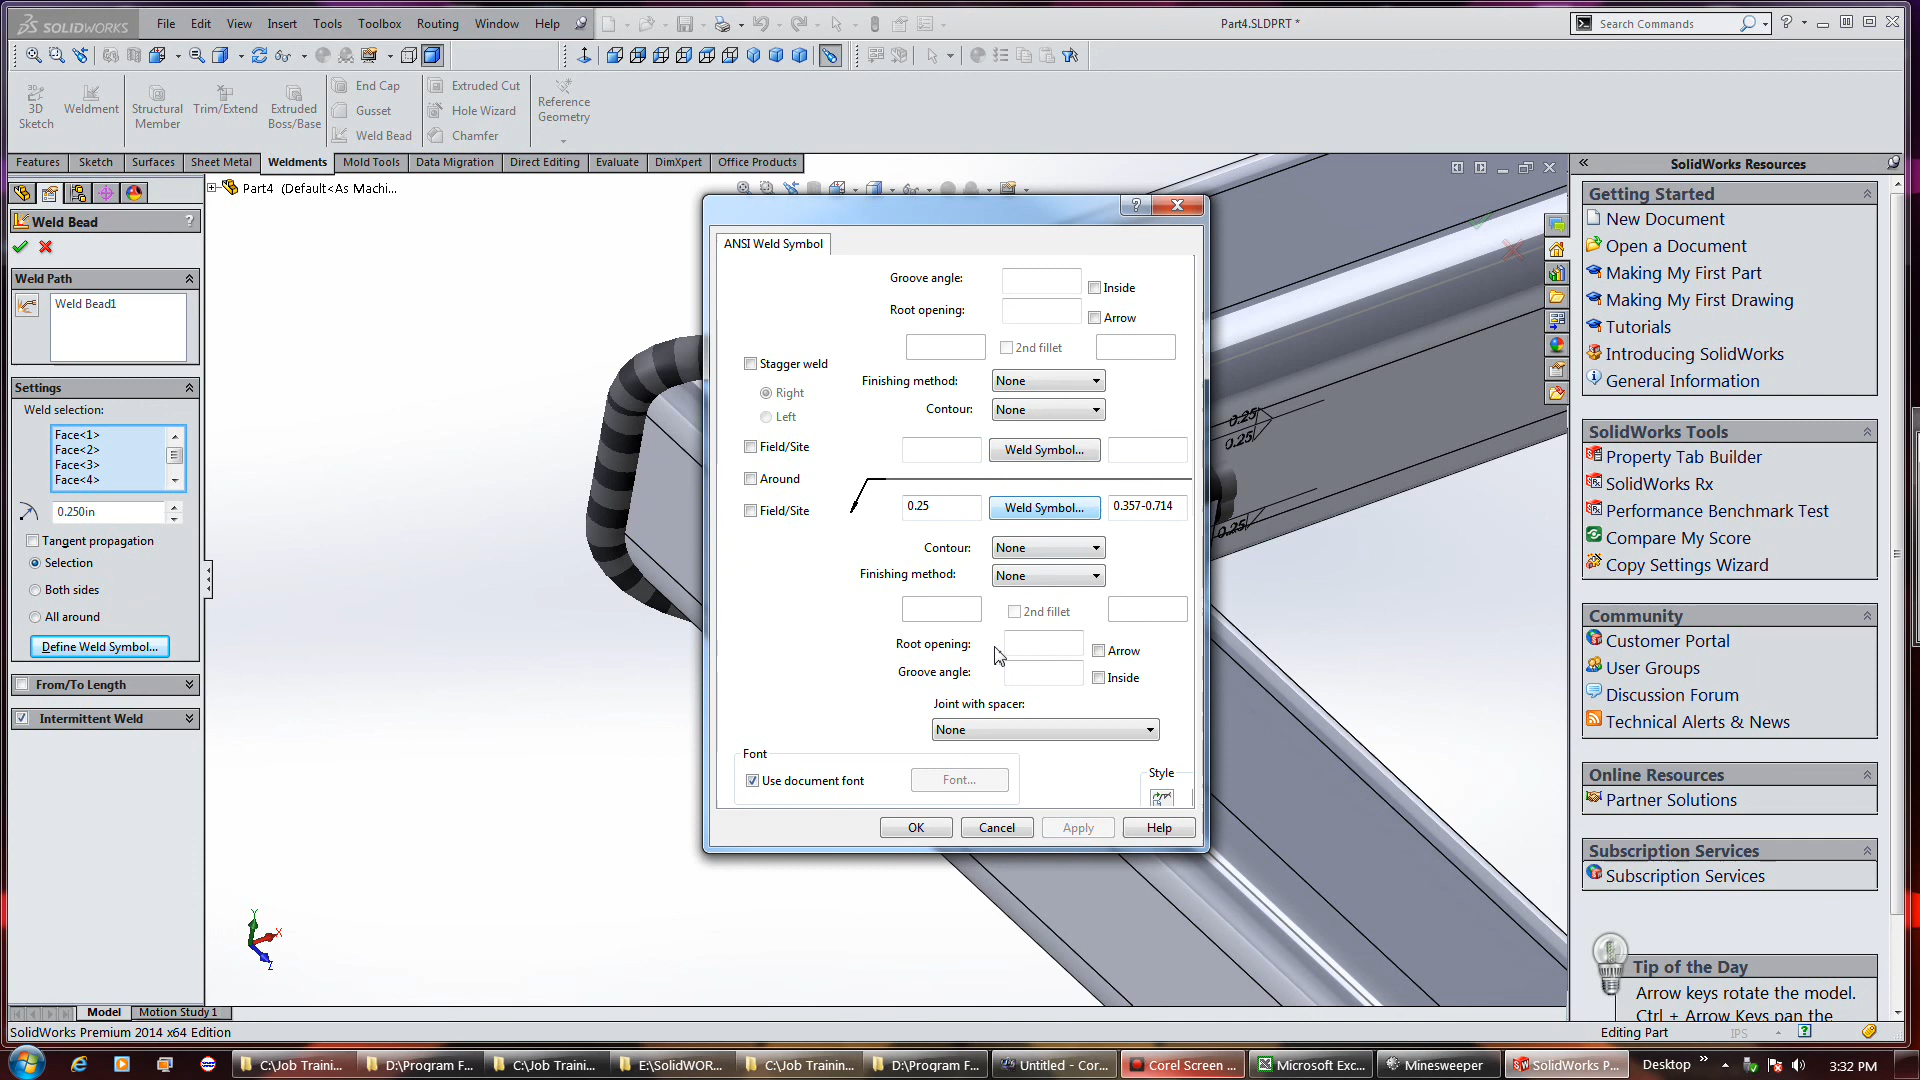 SOLIDWORKS File Edit View Insert Tools Toolbox Routing Window Help Part4.SLDPRT * Search Commands
3D Sketch
Weldment
Structural Member
Trim/Extend
Extruded Boss/Base
End Cap
Gusset
Weld Bead
Extruded Cut
Hole Wizard
Chamfer
Reference Geometry
Features Sketch Surfaces Sheet Metal Weldments Mold Tools Data Migration Direct Editing Evaluate DimXpert Office Products
Part4 (Default<As Machi...
Weld Bead ?
Weld Path
Weld Bead1
Settings
Weld selection:
Face<1>
Face<2>
Face<3>
Face<4>
0.250in
Tangent propagation
Selection
Both sides
All around
Define Weld Symbol...
From/To Length
Intermittent Weld
ANSI Weld Symbol
Groove angle: Inside
Root opening: Arrow
2nd fillet
Stagger weld
Right
Left
Finishing method: None
Contour: None
Field/Site
Weld Symbol...
Around
Field/Site
0.25 Weld Symbol... 0.357-0.714
Contour: None
Finishing method: None
2nd fillet
Root opening: Arrow
Groove angle: Inside
Joint with spacer:
None
Font
Use document font Font...
Style
OK Cancel Apply Help
0.25
0.25
0.25
SolidWorks Resources
Getting Started
New Document
Open a Document
Making My First Part
Making My First Drawing
Tutorials
Introducing SolidWorks
General Information
SolidWorks Tools
Property Tab Builder
SolidWorks Rx
Performance Benchmark Test
Compare My Score
Copy Settings Wizard
Community
Customer Portal
User Groups
Discussion Forum
Technical Alerts & News
Online Resources
Partner Solutions
Subscription Services
Subscription Services
Tip of the Day
Arrow keys rotate the model.
Ctrl + Arrow Keys pan the
Y
X
Z
Model Motion Study 1
SolidWorks Premium 2014 x64 Edition Editing Part IPS
C:\Job Traini... D:\Program F... C:\Job Traini... E:\SolidWOR... C:\Job Trainin... D:\Program F... Untitled - Cor... Corel Screen ... Microsoft Exc... Minesweeper SolidWorks P... Desktop 3:32 PM